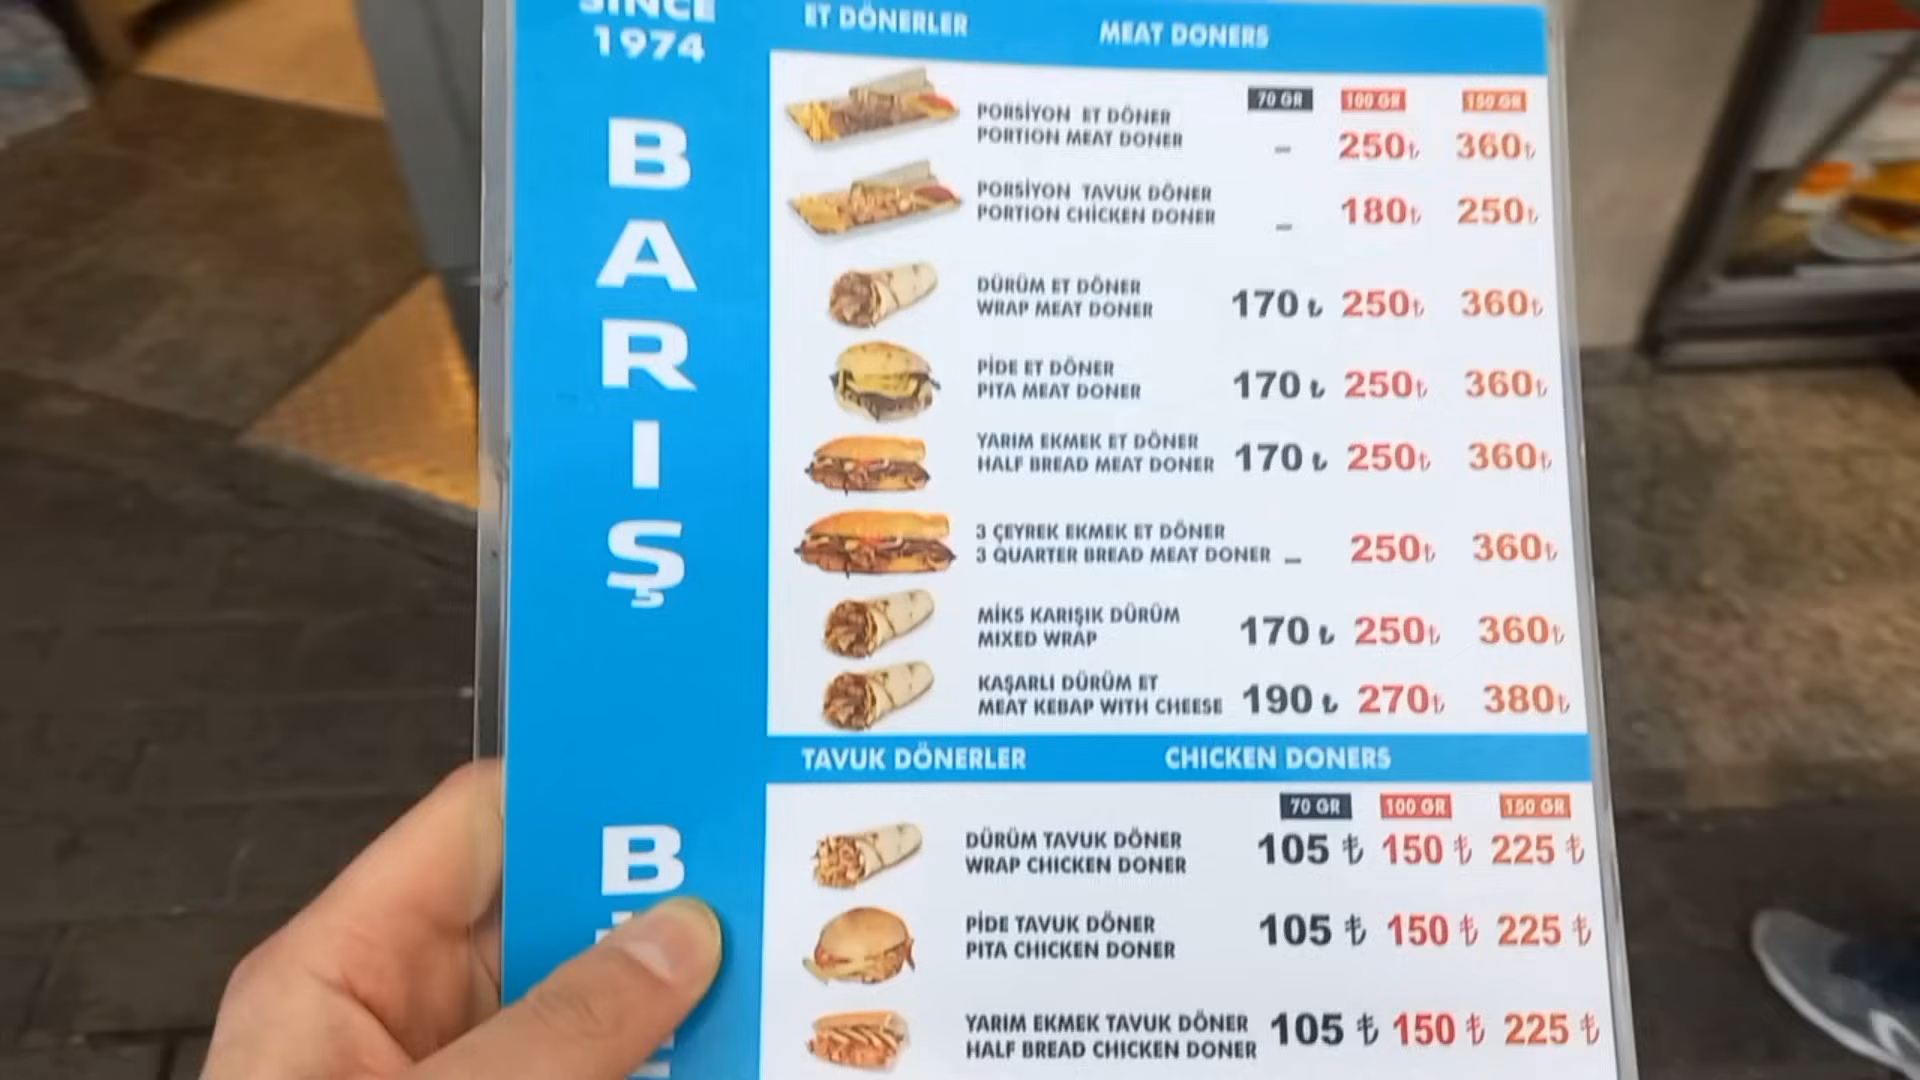 SINCE
1974
BARIŞ
B
ET DÖNERLER MEAT DONERS
70 GR 100 GR 150 GR
PORSİYON ET DÖNER
PORTION MEAT DONER
– 250₺ 360₺
PORSİYON TAVUK DÖNER
PORTION CHİCKEN DONER
– 180₺ 250₺
DÜRÜM ET DÖNER
WRAP MEAT DONER
170 ₺ 250₺ 360₺
PİDE ET DÖNER
PITA MEAT DONER
170 ₺ 250₺ 360₺
YARIM EKMEK ET DÖNER
HALF BREAD MEAT DONER
170 ₺ 250₺ 360₺
3 ÇEYREK EKMEK ET DÖNER
3 QUARTER BREAD MEAT DONER
– 250₺ 360₺
MİKS KARIŞIK DÜRÜM
MIXED WRAP
170 ₺ 250₺ 360₺
KAŞARLI DÜRÜM ET
MEAT KEBAP WITH CHEESE
190 ₺ 270₺ 380₺
TAVUK DÖNERLER CHICKEN DONERS
70 GR 100 GR 150 GR
DÜRÜM TAVUK DÖNER
WRAP CHICKEN DONER
105 ₺ 150 ₺ 225 ₺
PİDE TAVUK DÖNER
PITA CHICKEN DONER
105 ₺ 150 ₺ 225 ₺
YARIM EKMEK TAVUK DÖNER
HALF BREAD CHICKEN DONER
105 ₺ 150 ₺ 225 ₺